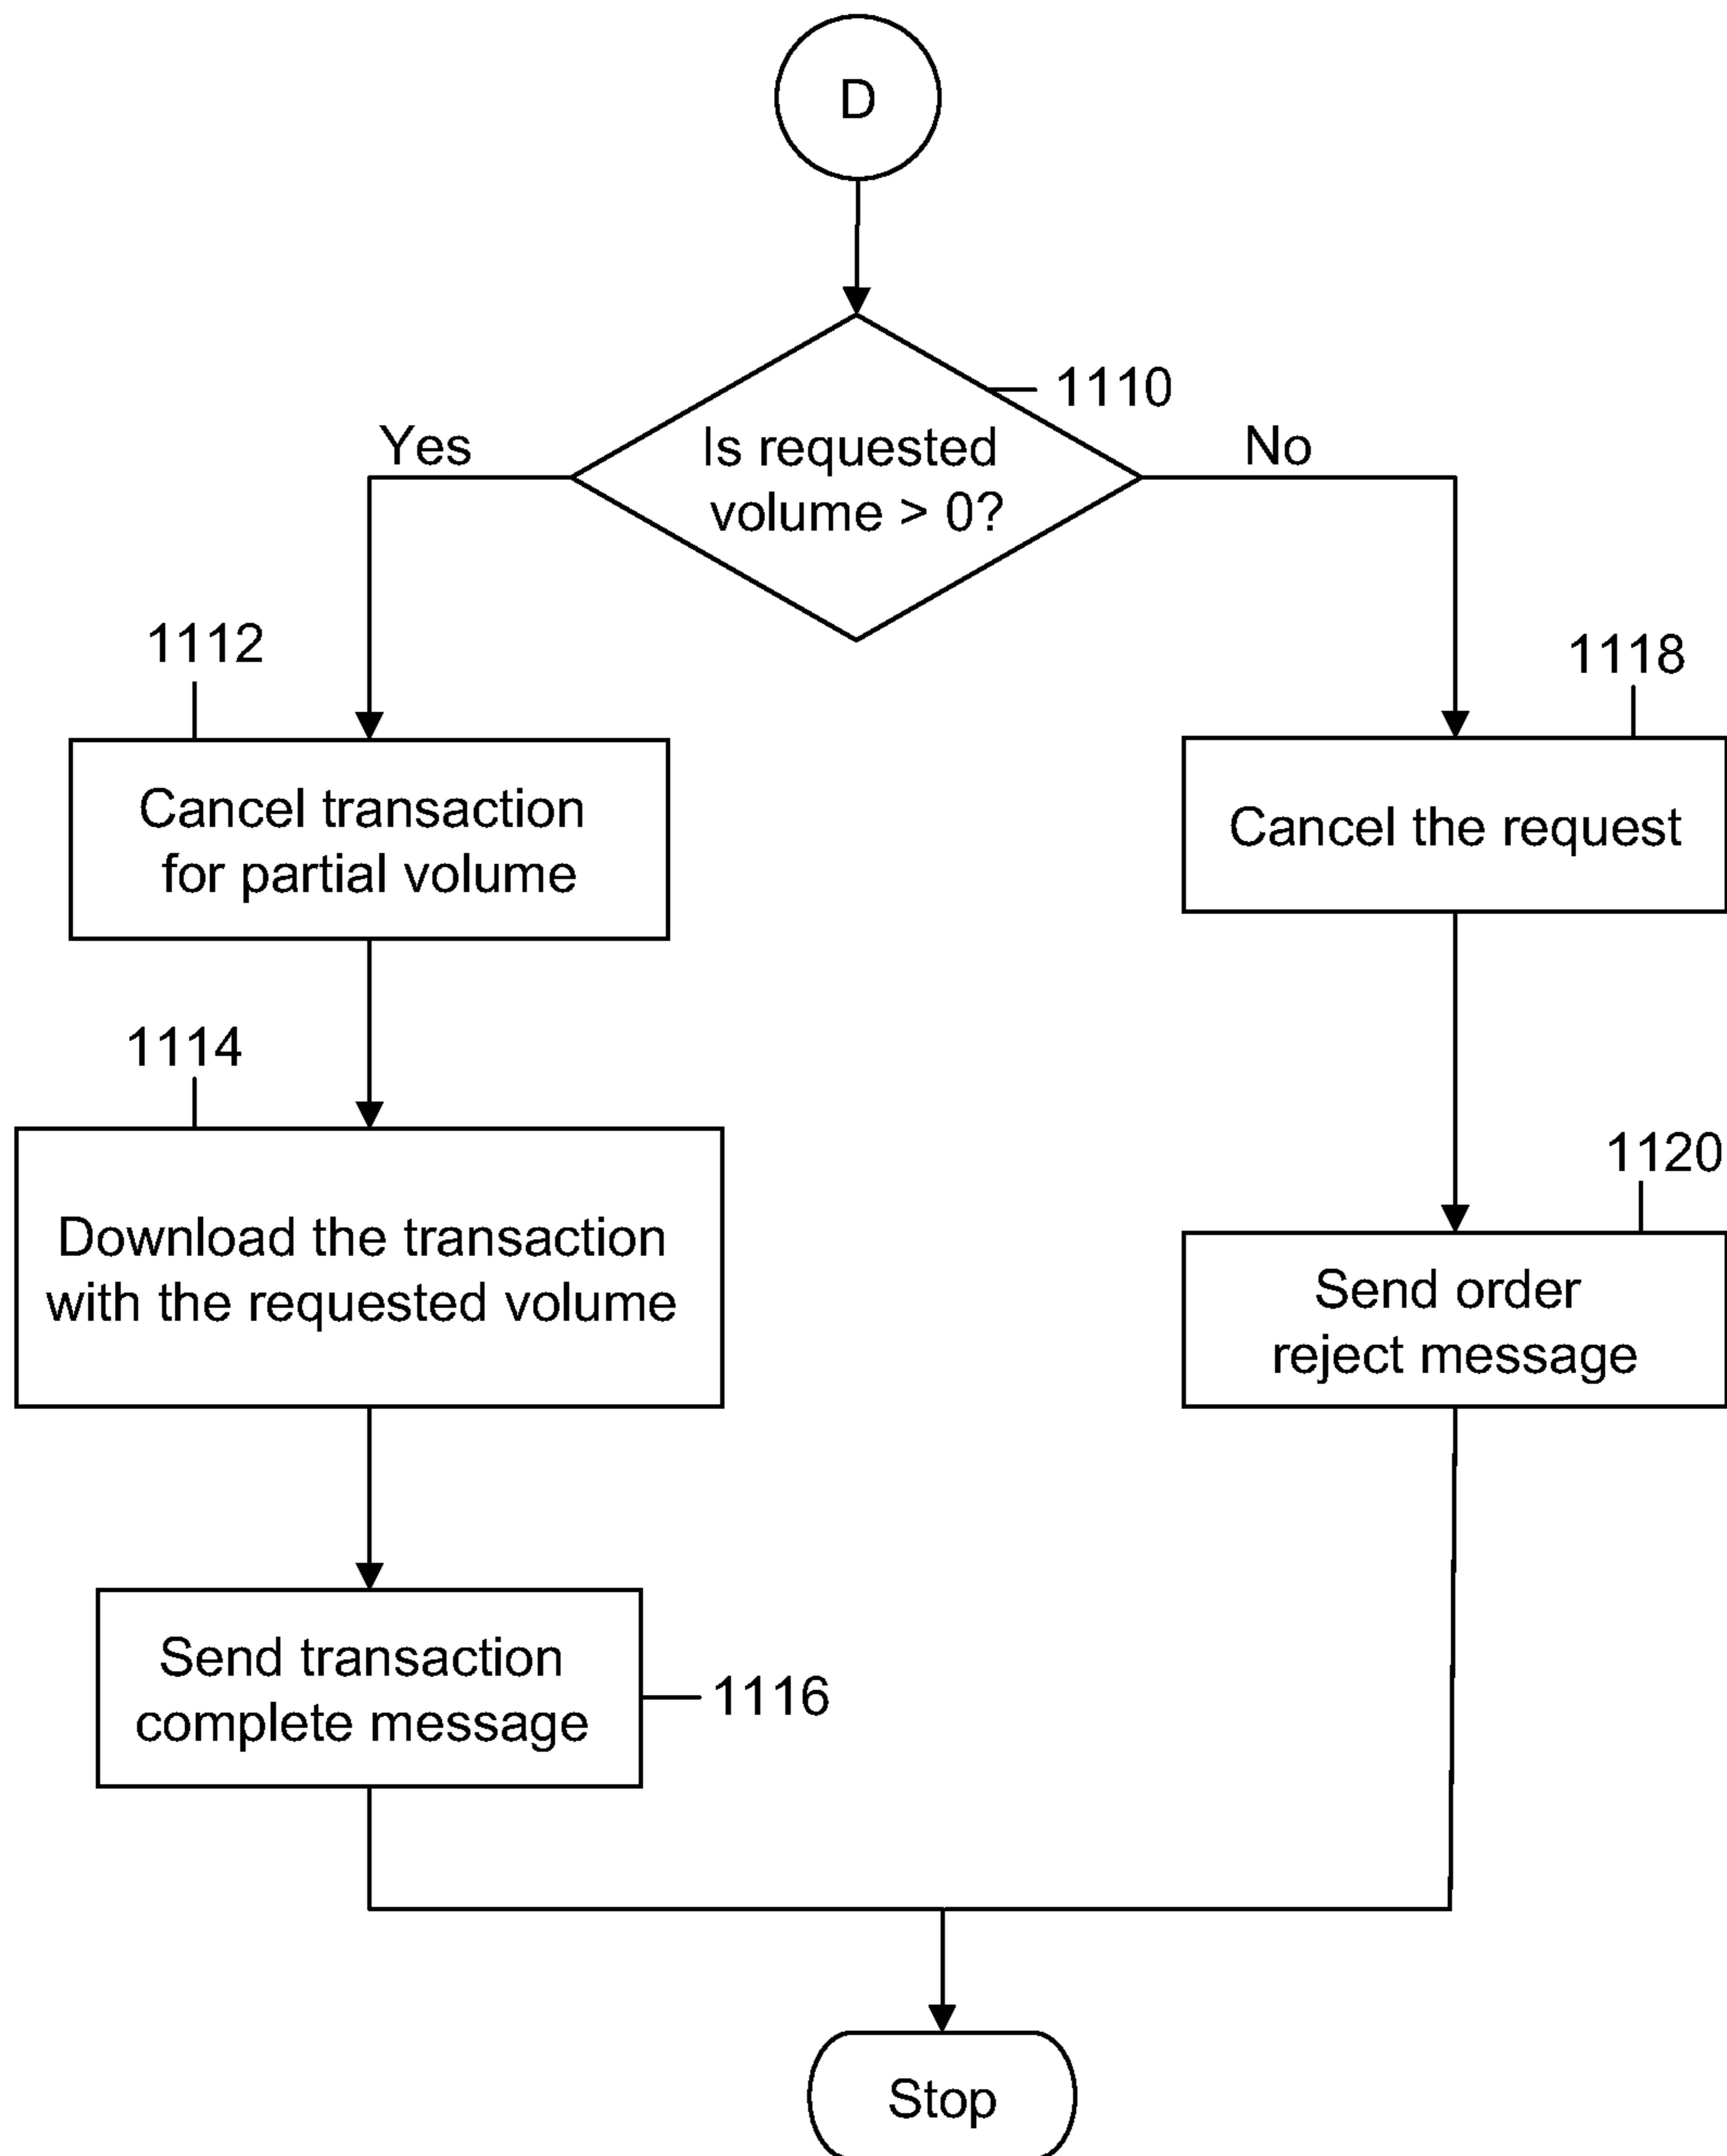 D
1110
Is requested
volume > 0?
Yes
No
1112
Cancel transaction
for partial volume
1118
Cancel the request
1114
Download the transaction
with the requested volume
1120
Send order
reject message
Send transaction
complete message
1116
Stop